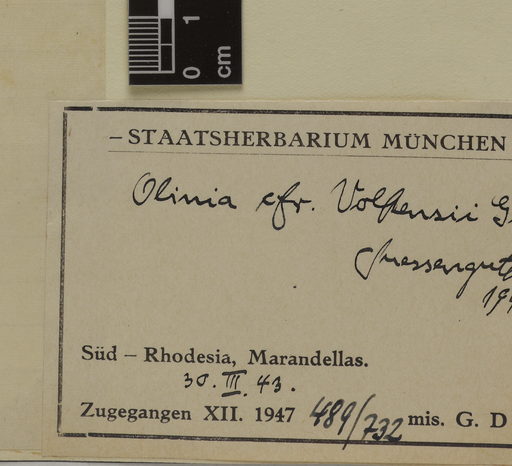 0 1
cm
– STAATSHERBARIUM MÜNCHEN
Olinia cfr. Volkensii G
Süd – Rhodesia, Marandellas.
30. III. 43.
Zugegangen XII. 1947 489/732 mis. G. D